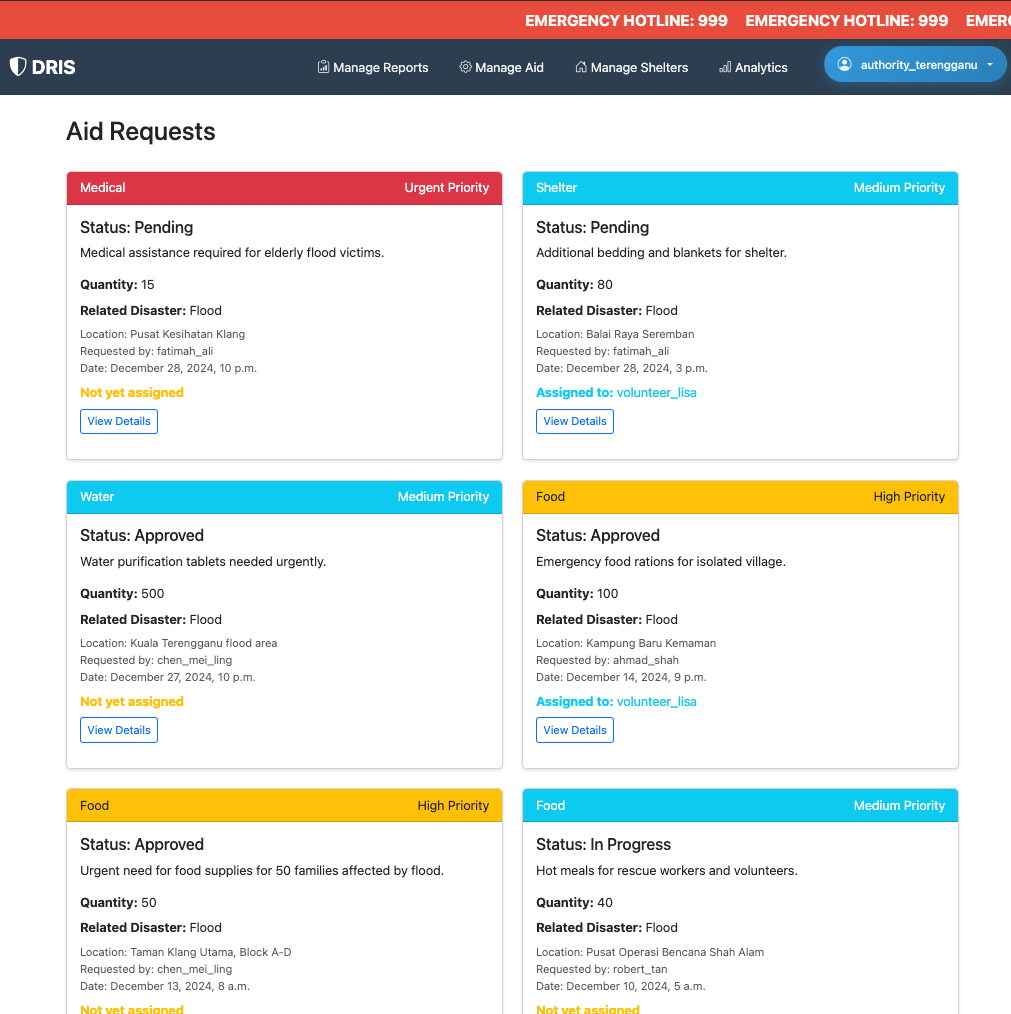 EMERGENCY HOTLINE: 999 EMERGENCY HOTLINE: 999 EMER
DRIS
Manage Reports
Manage Aid
Manage Shelters
Analytics
authority_terengganu
Aid Requests
Medical Urgent Priority
Status: Pending
Medical assistance required for elderly flood victims.
Quantity: 15
Related Disaster: Flood
Location: Pusat Kesihatan Klang
Requested by: fatimah_ali
Date: December 28, 2024, 10 p.m.
Not yet assigned
View Details
Shelter Medium Priority
Status: Pending
Additional bedding and blankets for shelter.
Quantity: 80
Related Disaster: Flood
Location: Balai Raya Seremban
Requested by: fatimah_ali
Date: December 28, 2024, 3 p.m.
Assigned to: volunteer_lisa
View Details
Water Medium Priority
Status: Approved
Water purification tablets needed urgently.
Quantity: 500
Related Disaster: Flood
Location: Kuala Terengganu flood area
Requested by: chen_mei_ling
Date: December 27, 2024, 10 p.m.
Not yet assigned
View Details
Food High Priority
Status: Approved
Emergency food rations for isolated village.
Quantity: 100
Related Disaster: Flood
Location: Kampung Baru Kemaman
Requested by: ahmad_shah
Date: December 14, 2024, 9 p.m.
Assigned to: volunteer_lisa
View Details
Food High Priority
Status: Approved
Urgent need for food supplies for 50 families affected by flood.
Quantity: 50
Related Disaster: Flood
Location: Taman Klang Utama, Block A-D
Requested by: chen_mei_ling
Date: December 13, 2024, 8 a.m.
Not yet assigned
Food Medium Priority
Status: In Progress
Hot meals for rescue workers and volunteers.
Quantity: 40
Related Disaster: Flood
Location: Pusat Operasi Bencana Shah Alam
Requested by: robert_tan
Date: December 10, 2024, 5 a.m.
Not yet assigned